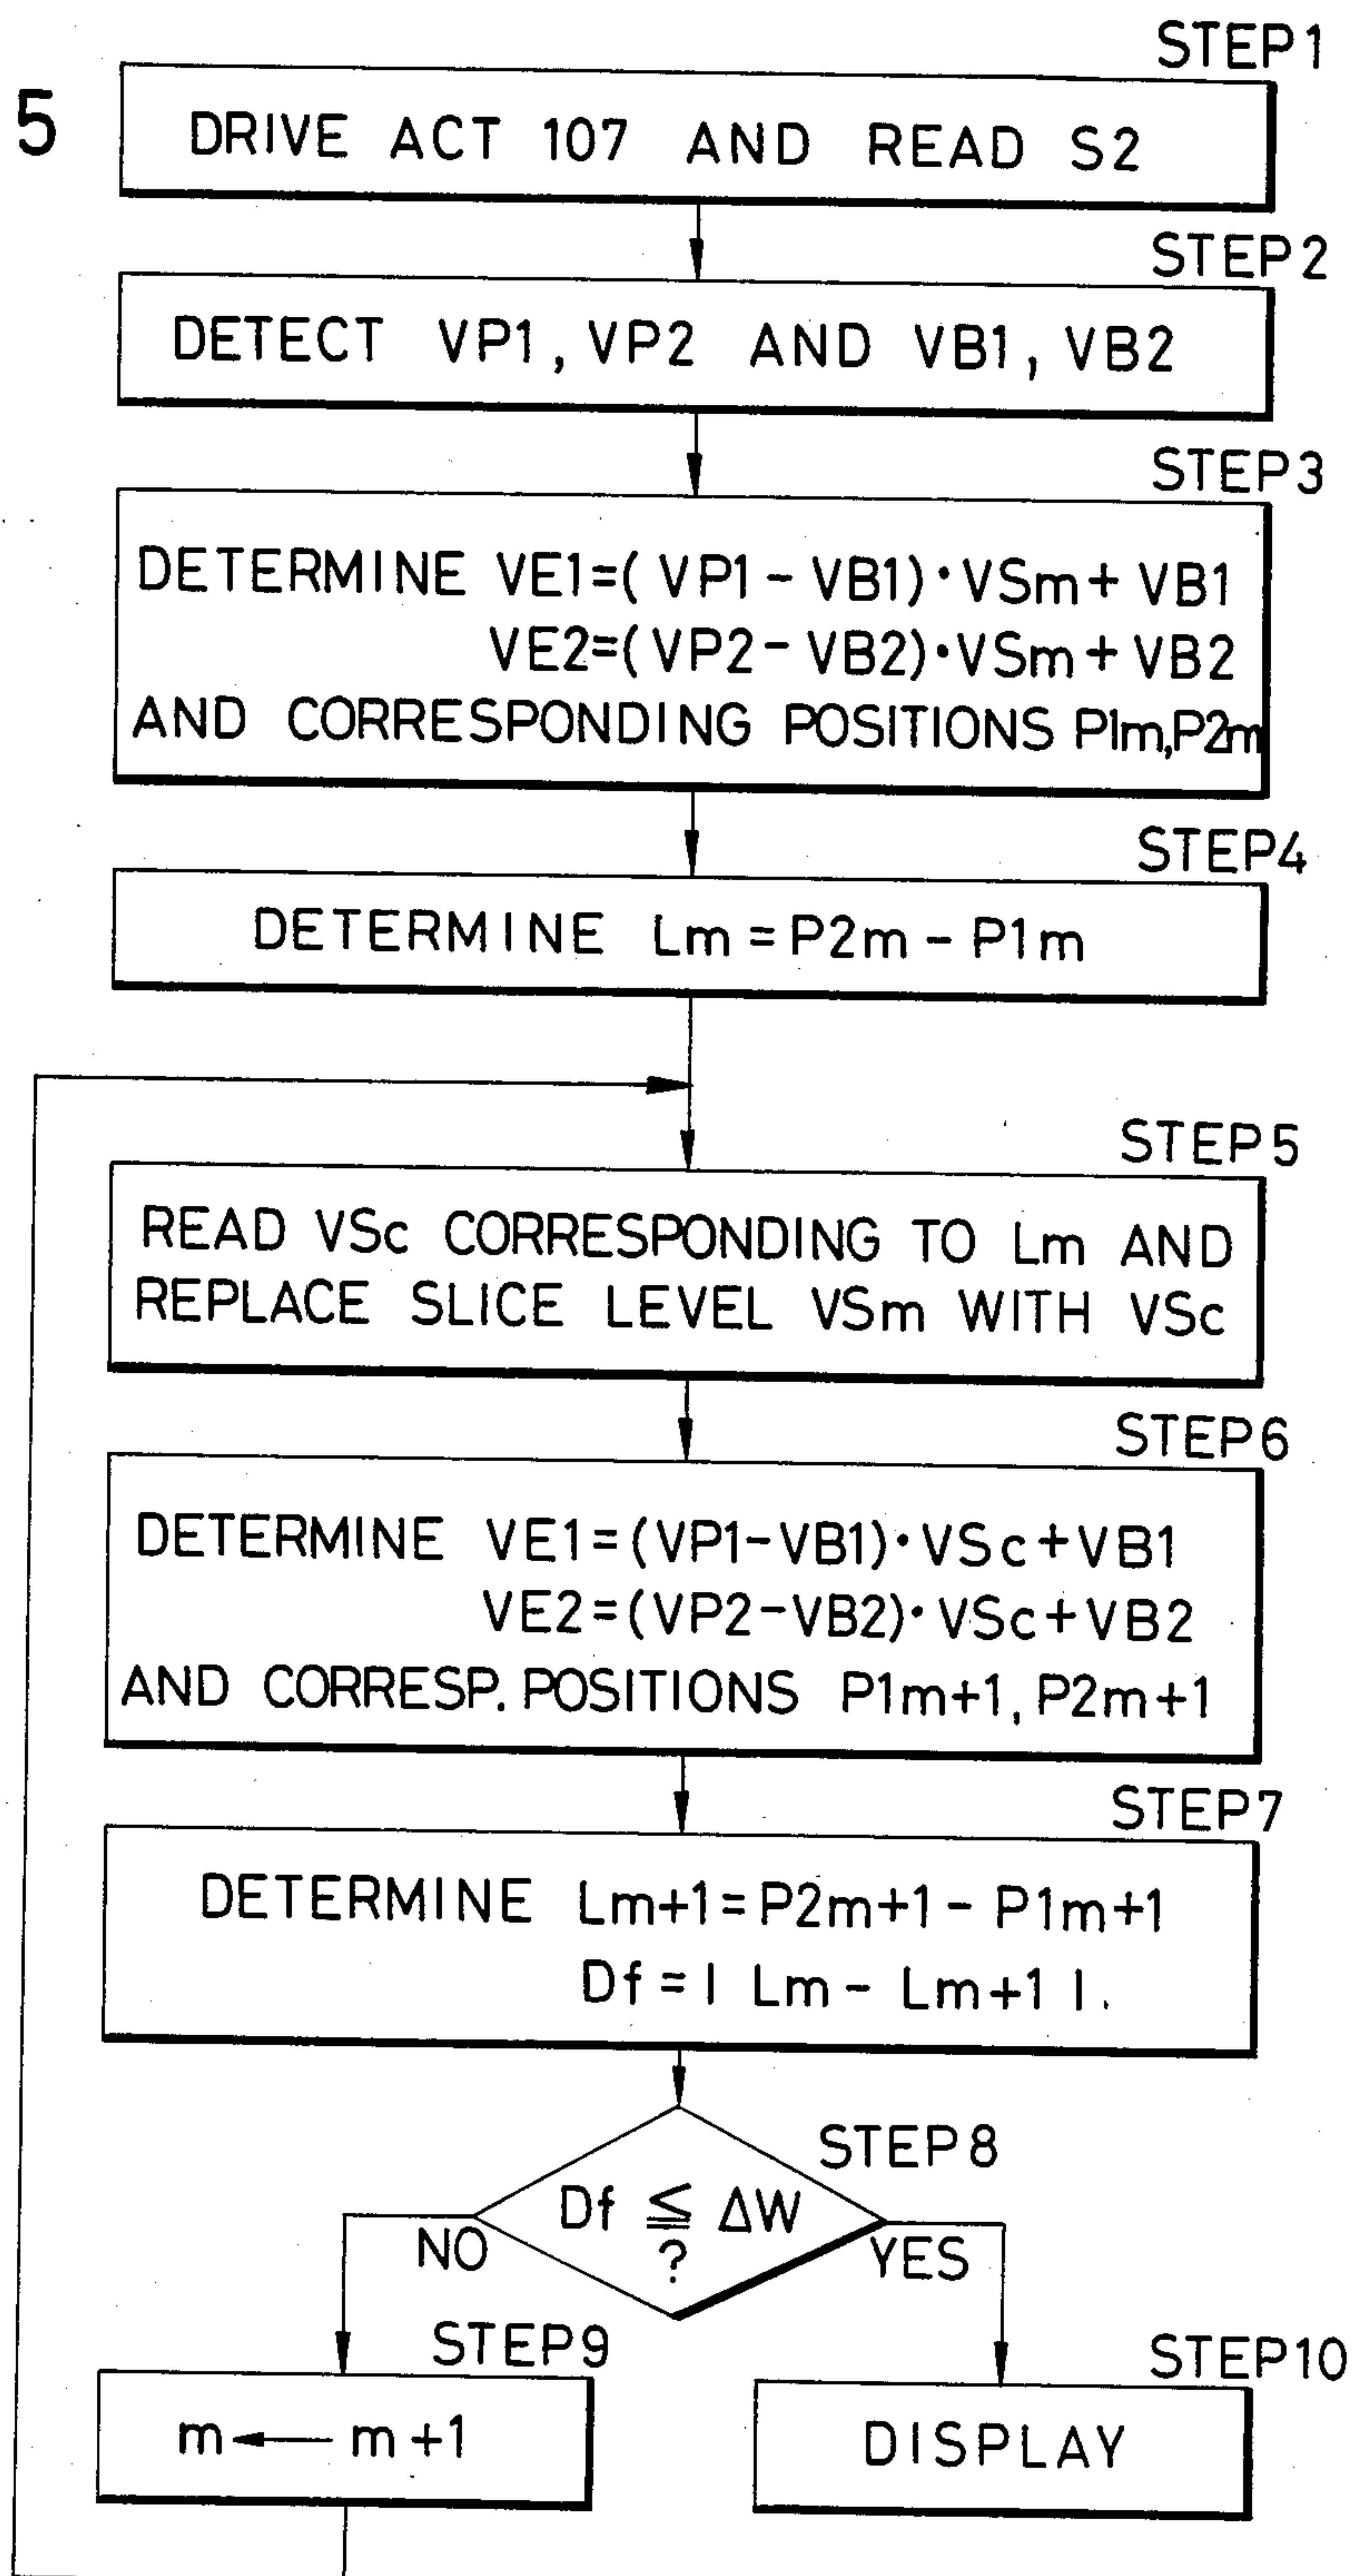 STEP1
5
DRIVE ACT 107 AND READ S2
STEP2
DETECT VP1, VP2 AND VB1, VB2
STEP3
DETERMINE VE1=(VP1-VB1)·VSm+VB1
VE2=(VP2-VB2)·VSm+VB2
AND CORRESPONDING POSITIONS P1m,P2m
STEP4
DETERMINE Lm=P2m-P1m
STEP5
READ VSc CORRESPONDING TO Lm AND
REPLACE SLICE LEVEL VSm WITH VSc
STEP6
DETERMINE VE1=(VP1-VB1)·VSc+VB1
VE2=(VP2-VB2)·VSc+VB2
AND CORRESP. POSITIONS P1m+1, P2m+1
STEP7
DETERMINE Lm+1=P2m+1-P1m+1
Df=| Lm-Lm+1 |
STEP8
Df ≦ ΔW
NO ? YES
STEP9
STEP10
m ← m+1
DISPLAY